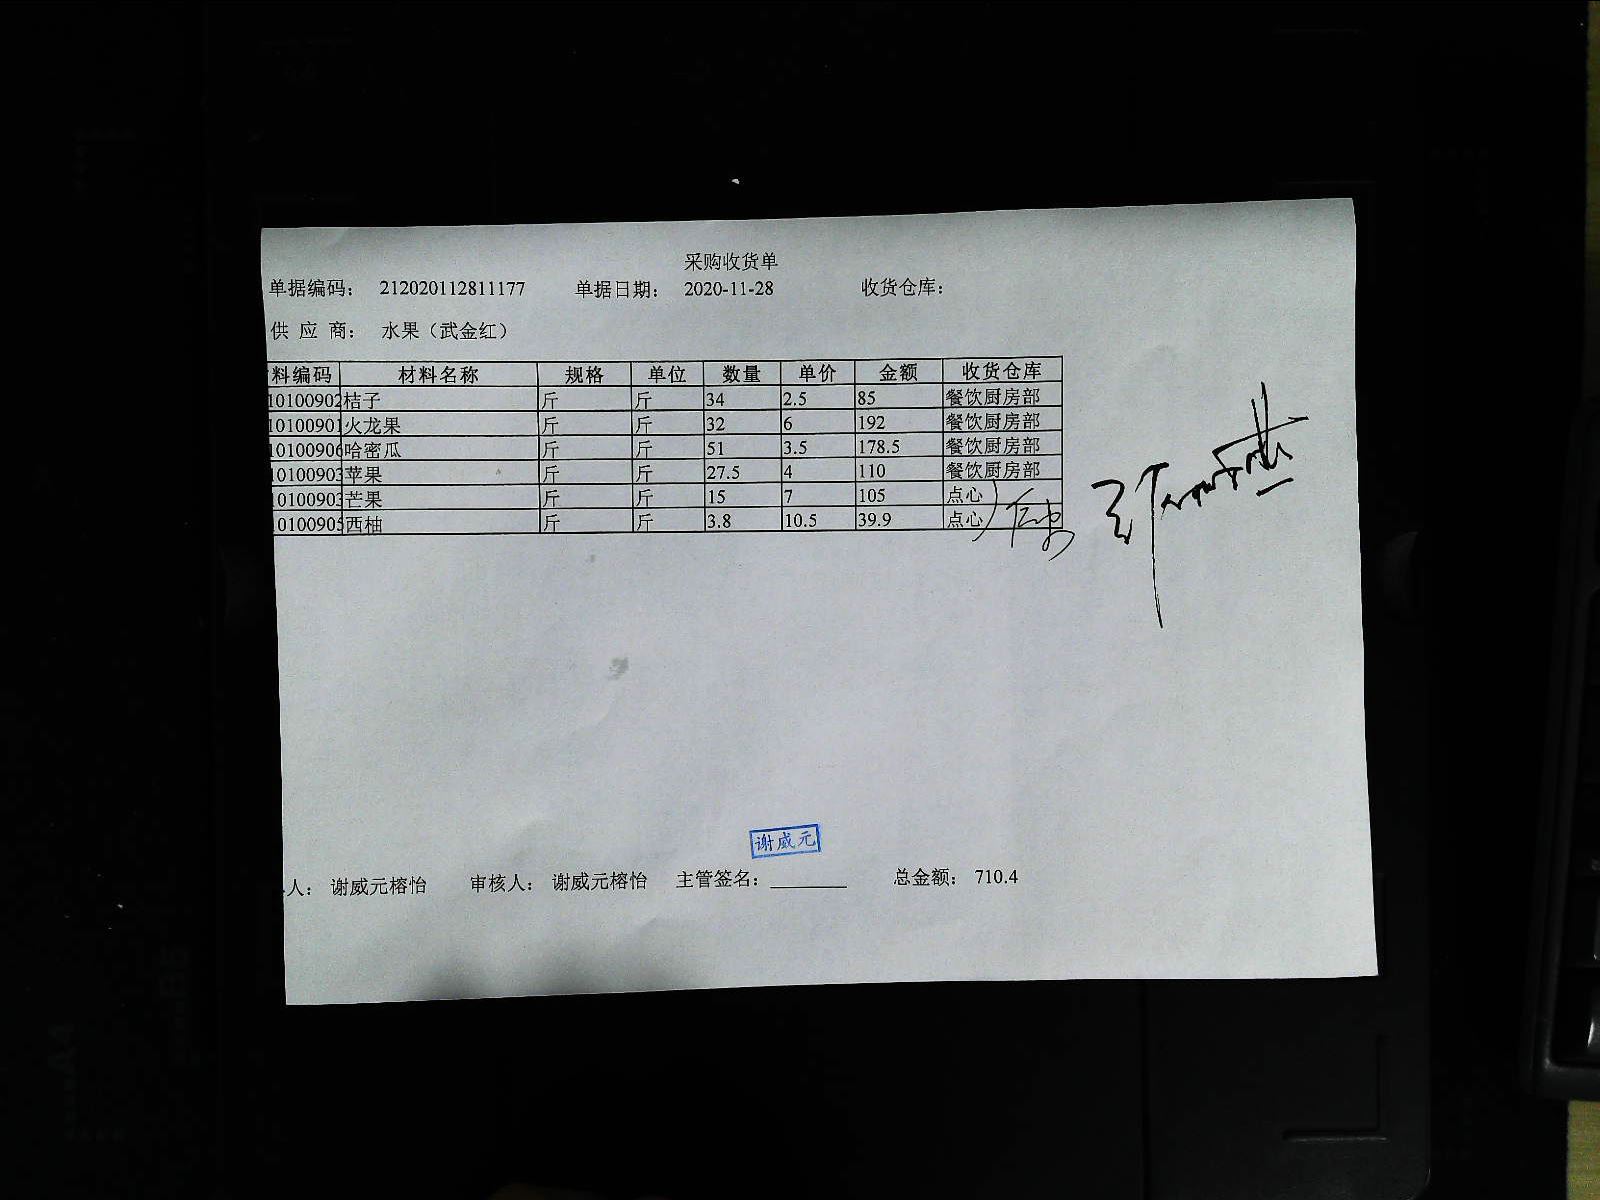 采购收货单
单据编码： 212020112811177 单据日期： 2020-11-28 收货仓库：
供 应 商： 水果（武金红）
料编码 材料名称 规格 单位 数量 单价 金额 收货仓库
10100902 桔子 斤 斤 34 2.5 85 餐饮厨房部
10100901 火龙果 斤 斤 32 6 192 餐饮厨房部
10100906 哈密瓜 斤 斤 51 3.5 178.5 餐饮厨房部
10100903 苹果 斤 斤 27.5 4 110 餐饮厨房部
10100903 芒果 斤 斤 15 7 105 点心
10100905 西柚 斤 斤 3.8 10.5 39.9 点心
谢威元
人： 谢威元榕怡 审核人： 谢威元榕怡 主管签名： 总金额： 710.4